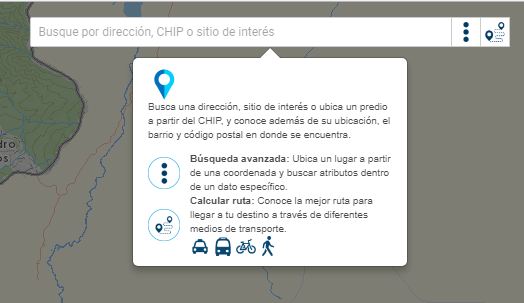 Busque por dirección, CHIP o sitio de interés
Busca una dirección, sitio de interés o ubica un predio
a partir del CHIP, y conoce además de su ubicación, el
barrio y código postal en donde se encuentra.
Búsqueda avanzada: Ubica un lugar a partir
de una coordenada y buscar atributos dentro
de un dato específico.
Calcular ruta: Conoce la mejor ruta para
llegar a tu destino a través de diferentes
medios de transporte.
dro
os